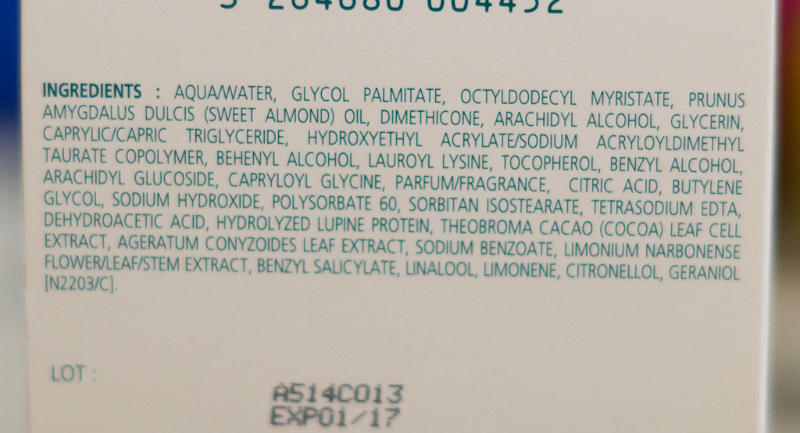 3 264680 004452
INGREDIENTS : AQUA/WATER, GLYCOL PALMITATE, OCTYLDODECYL MYRISTATE, PRUNUS
AMYGDALUS DULCIS (SWEET ALMOND) OIL, DIMETHICONE, ARACHIDYL ALCOHOL, GLYCERIN,
CAPRYLIC/CAPRIC TRIGLYCERIDE, HYDROXYETHYL ACRYLATE/SODIUM ACRYLOYLDIMETHYL
TAURATE COPOLYMER, BEHENYL ALCOHOL, LAUROYL LYSINE, TOCOPHEROL, BENZYL ALCOHOL,
ARACHIDYL GLUCOSIDE, CAPRYLOYL GLYCINE, PARFUM/FRAGRANCE, CITRIC ACID, BUTYLENE
GLYCOL, SODIUM HYDROXIDE, POLYSORBATE 60, SORBITAN ISOSTEARATE, TETRASODIUM EDTA,
DEHYDROACETIC ACID, HYDROLYZED LUPINE PROTEIN, THEOBROMA CACAO (COCOA) LEAF CELL
EXTRACT, AGERATUM CONYZOIDES LEAF EXTRACT, SODIUM BENZOATE, LIMONIUM NARBONENSE
FLOWER/LEAF/STEM EXTRACT, BENZYL SALICYLATE, LINALOOL, LIMONENE, CITRONELLOL, GERANIOL
[N2203/C].
LOT :
A514C013
EXP01/17